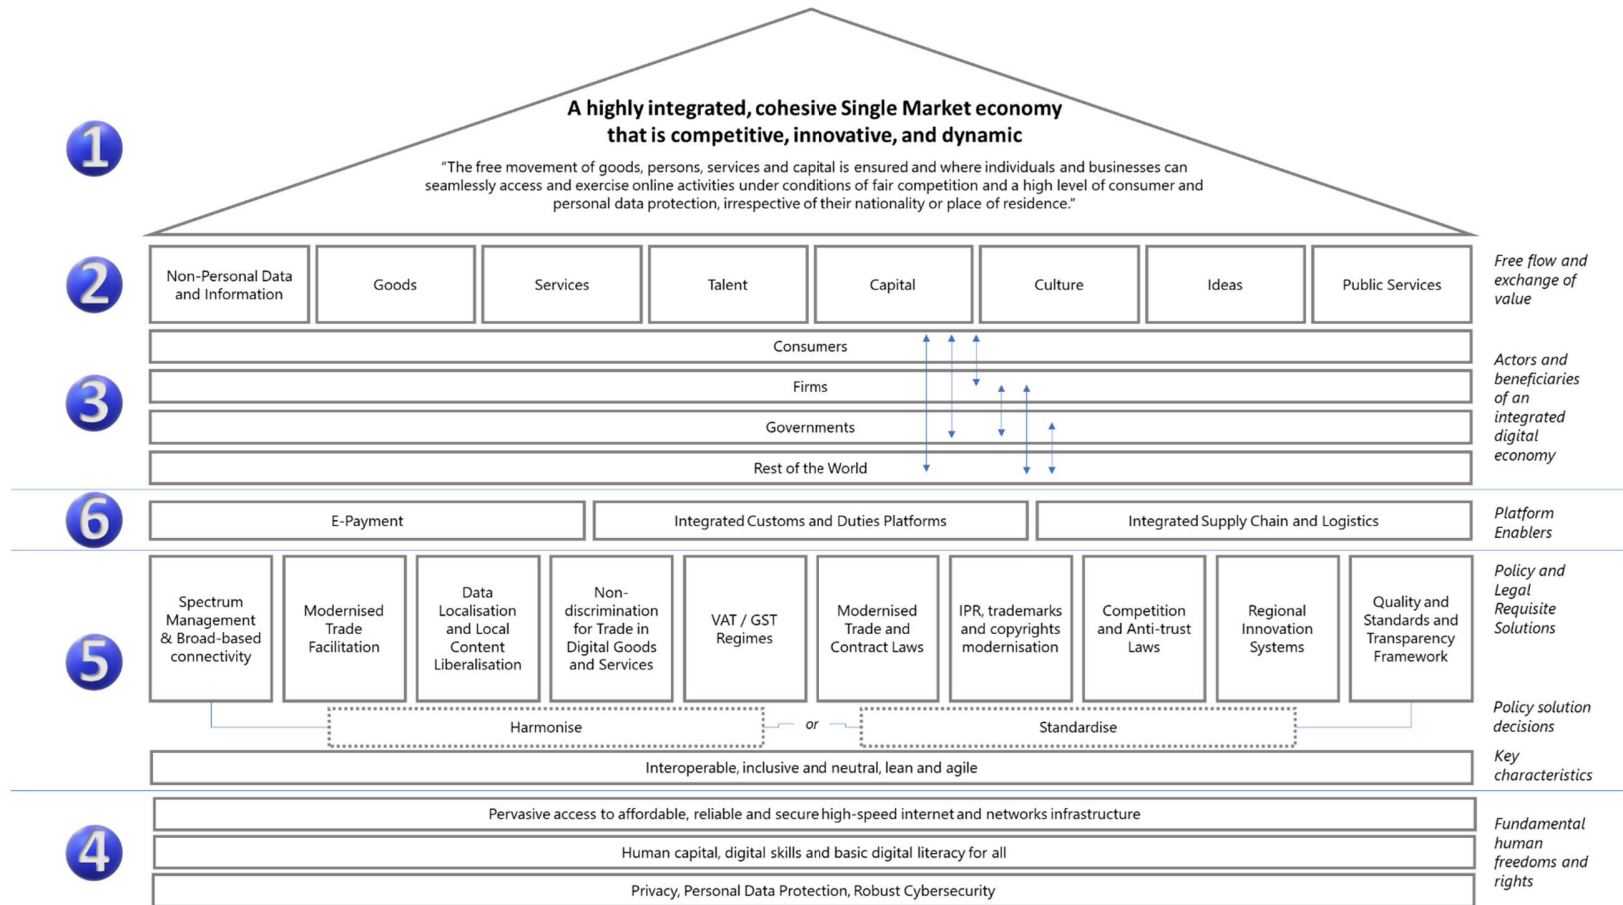 1
A highly integrated, cohesive Single Market economy
that is competitive, innovative, and dynamic
“The free movement of goods, persons, services and capital is ensured and where individuals and businesses can
seamlessly access and exercise online activities under conditions of fair competition and a high level of consumer and
personal data protection, irrespective of their nationality or place of residence.”
2
Non-Personal Data
and Information
Goods
Services
Talent
Capital
Culture
Ideas
Public Services
Free flow and
exchange of
value
3
Consumers
Firms
Governments
Rest of the World
Actors and
beneficiaries
of an
integrated
digital
economy
6
E-Payment
Integrated Customs and Duties Platforms
Integrated Supply Chain and Logistics
Platform
Enablers
5
Spectrum
Management
& Broad-based
connectivity
Modernised
Trade
Facilitation
Data
Localisation
and Local
Content
Liberalisation
Non-
discrimination
for Trade in
Digital Goods
and Services
VAT / GST
Regimes
Modernised
Trade and
Contract Laws
IPR, trademarks
and copyrights
modernisation
Competition
and Anti-trust
Laws
Regional
Innovation
Systems
Quality and
Standards and
Transparency
Framework
Policy and
Legal
Requisite
Solutions
Harmonise
or
Standardise
Policy solution
decisions
Interoperable, inclusive and neutral, lean and agile
Key
characteristics
4
Pervasive access to affordable, reliable and secure high-speed internet and networks infrastructure
Human capital, digital skills and basic digital literacy for all
Privacy, Personal Data Protection, Robust Cybersecurity
Fundamental
human
freedoms and
rights